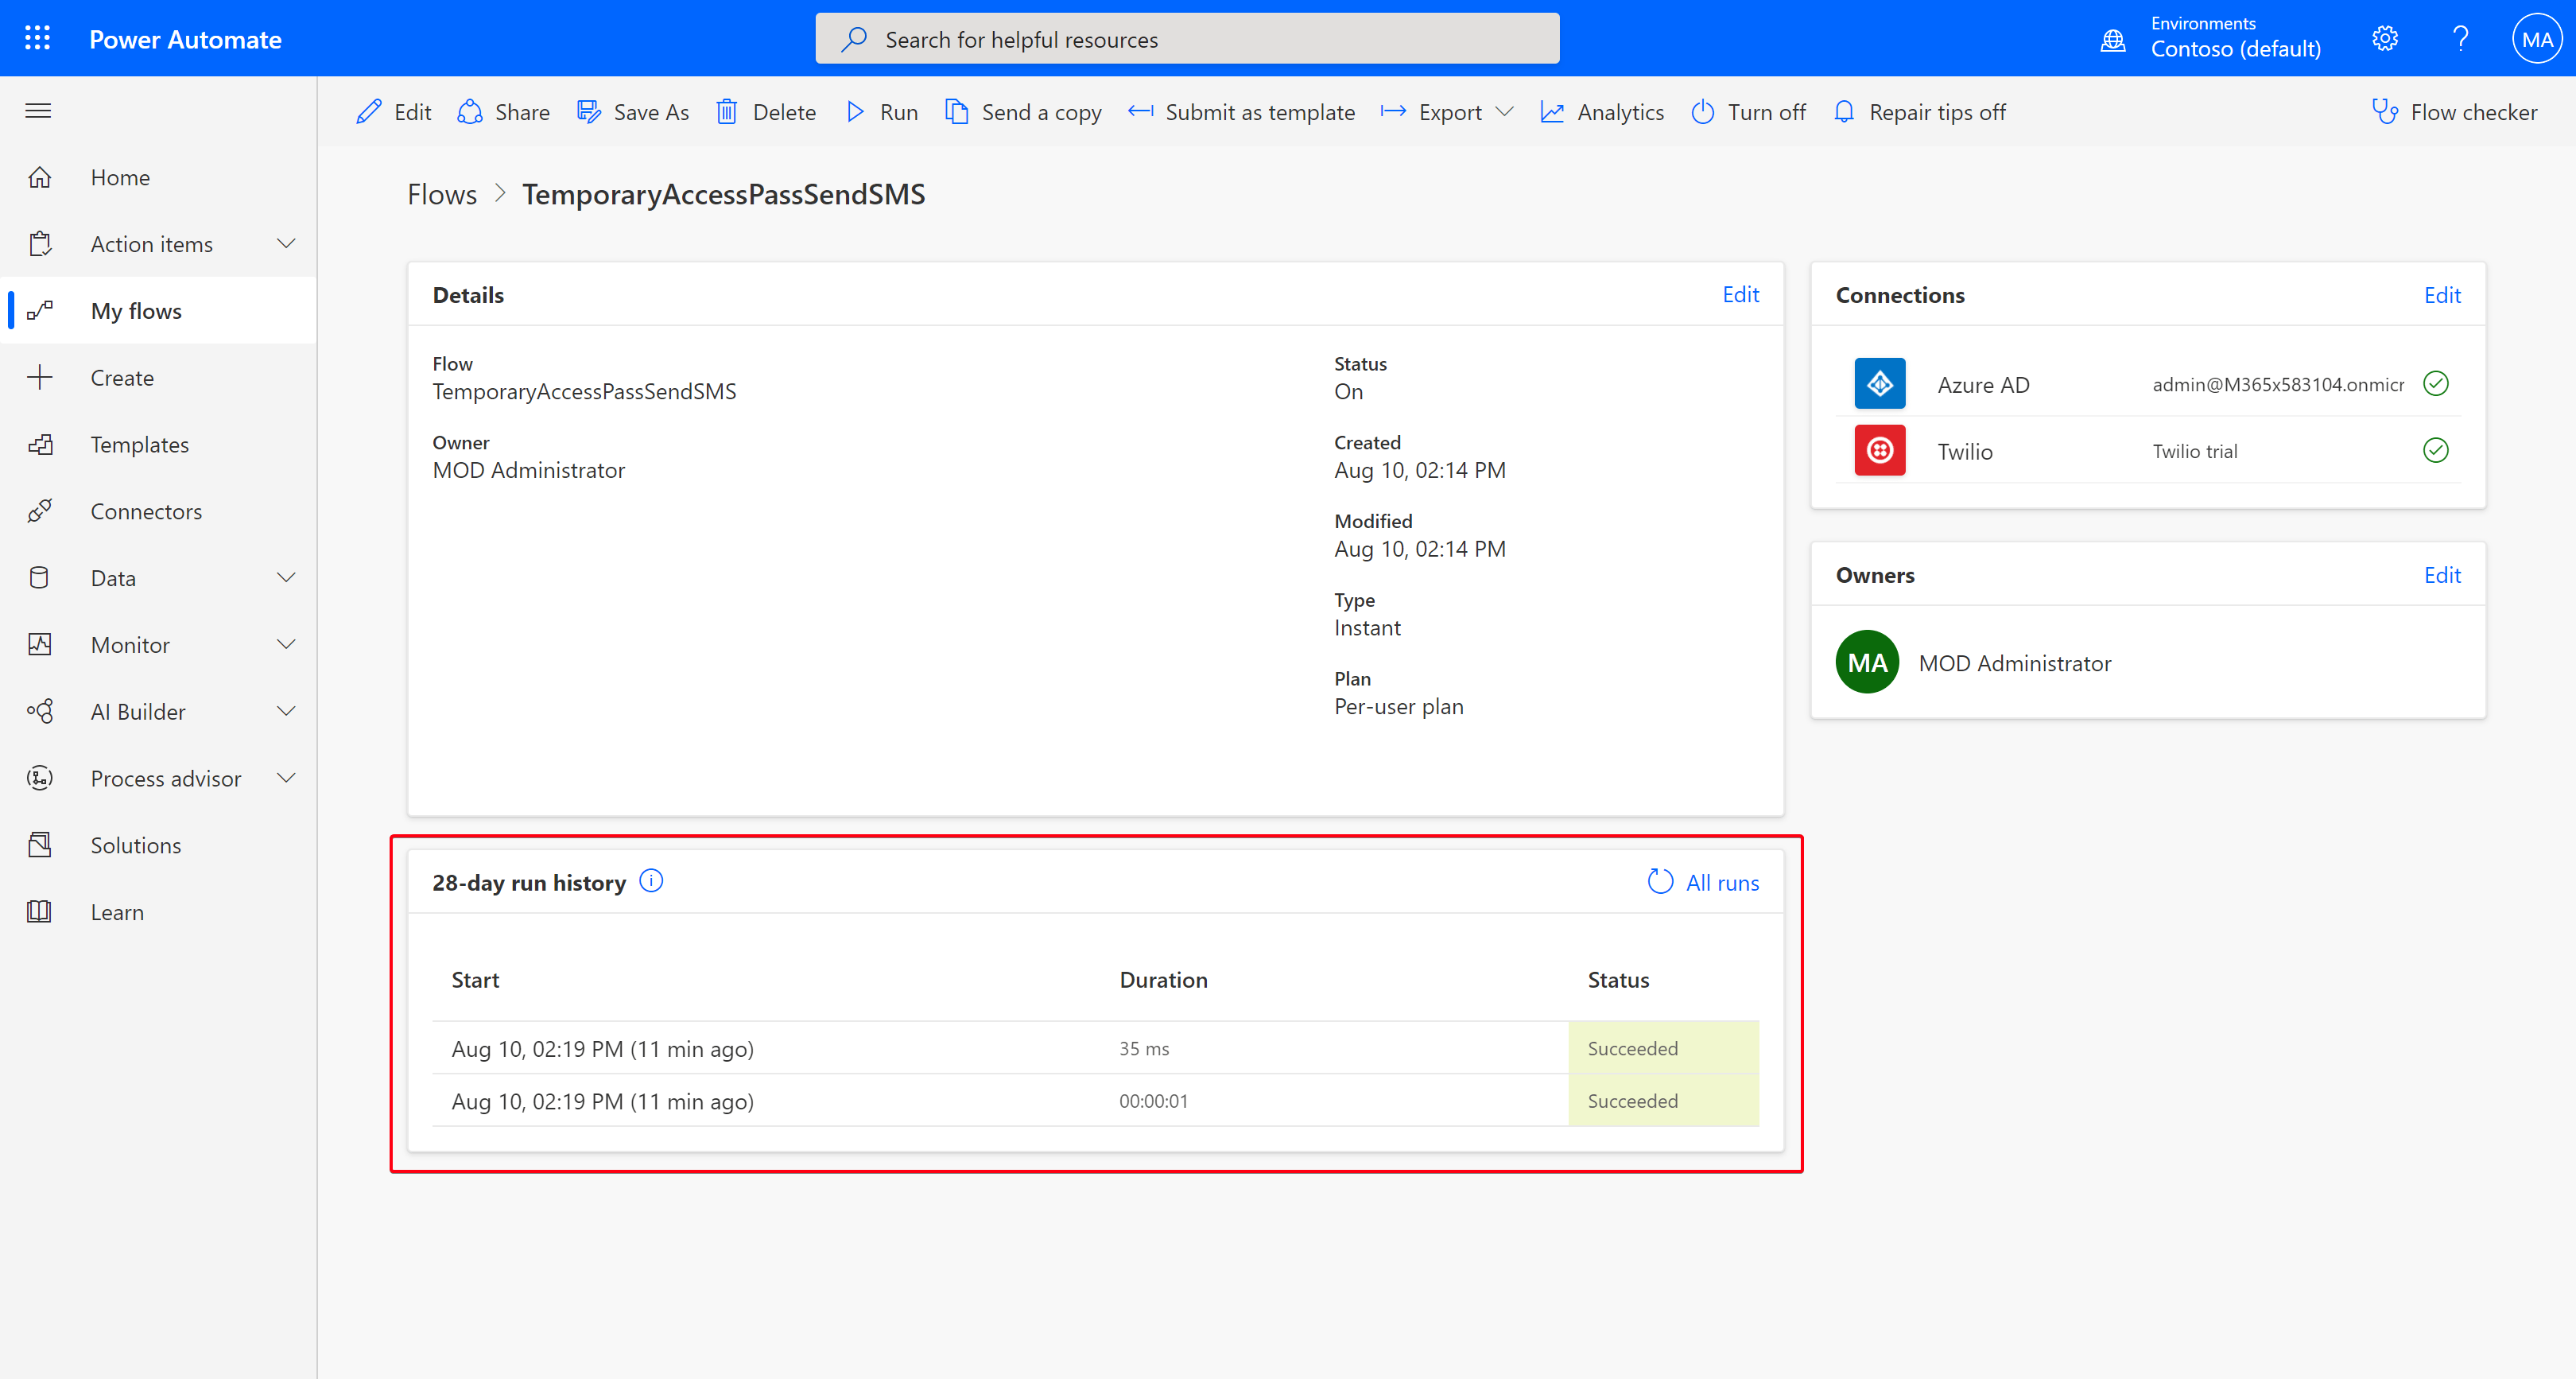 Power Automate
Search for helpful resources
Environments
Contoso (default)
?
MA
Edit
Share
Save As
Delete
Run
Send a copy
Submit as template
Export
Analytics
Turn off
Repair tips off
Flow checker
Home
Action items
My flows
Create
Templates
Connectors
Data
Monitor
AI Builder
Process advisor
Solutions
Learn
Flows > TemporaryAccessPassSendSMS
Details Edit
Flow
TemporaryAccessPassSendSMS
Owner
MOD Administrator
Status
On
Created
Aug 10, 02:14 PM
Modified
Aug 10, 02:14 PM
Type
Instant
Plan
Per-user plan
Connections Edit
Azure AD admin@M365x583104.onmicr
Twilio Twilio trial
Owners Edit
MA MOD Administrator
28-day run history i All runs
Start Duration Status
Aug 10, 02:19 PM (11 min ago) 35 ms Succeeded
Aug 10, 02:19 PM (11 min ago) 00:00:01 Succeeded